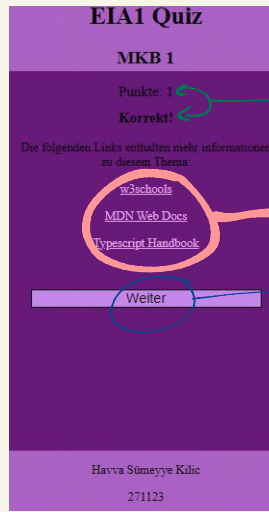 EIA1 Quiz
MKB 1
Punkte: 1
Korrekt!
Die folgenden Links enthalten mehr informationen
zu diesem Thema:
w3schools
MDN Web Docs
Typescript Handbook
Weiter
Havva Sümeyye Kilic
271123